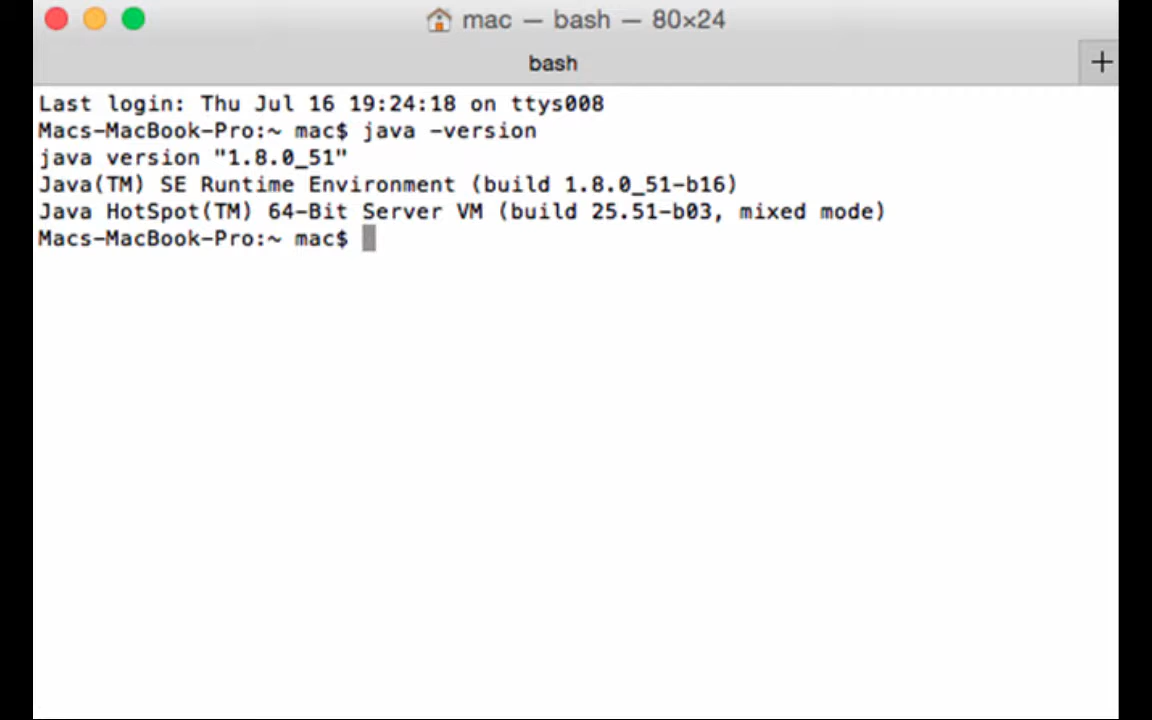 mac — bash — 80×24
bash
+
Last login: Thu Jul 16 19:24:18 on ttys008
Macs-MacBook-Pro:~ mac$ java -version
java version "1.8.0_51"
Java(TM) SE Runtime Environment (build 1.8.0_51-b16)
Java HotSpot(TM) 64-Bit Server VM (build 25.51-b03, mixed mode)
Macs-MacBook-Pro:~ mac$